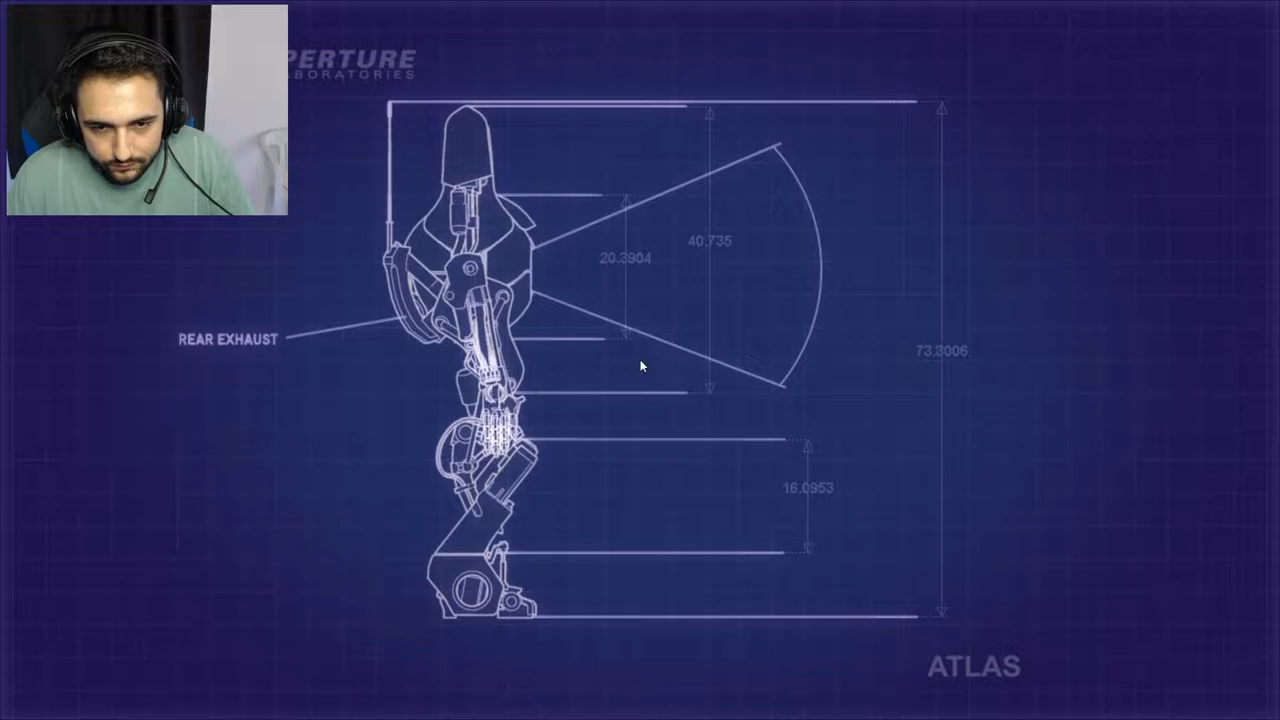 PERTURE
ABORATORIES
40.735
20.3904
REAR EXHAUST
73.3006
16.0953
ATLAS